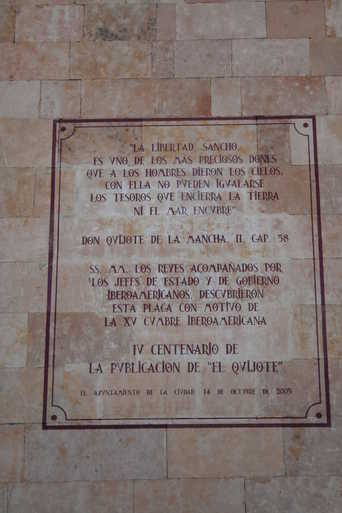 "LA LIBERTAD, SANCHO,
ES VNO DE LOS MÁS PRECIOSOS DONES
QVE A LOS HOMBRES DIERON LOS CIELOS,
CON ELLA NO PVEDEN IGVALARSE
LOS TESOROS QVE ENCIERRA LA TIERRA
NI EL MAR ENCVBRE"
DON QVIJOTE DE LA MANCHA, II, CAP. 58
SS. MM. LOS REYES ACOMPAÑADOS POR
LOS JEFES DE ESTADO Y DE GOBIERNO
IBEROAMERICANOS, DESCVBRIERON
ESTA PLACA CON MOTIVO DE
LA XV CVMBRE IBEROAMERICANA
IV CENTENARIO DE
LA PVBLICACION DE "EL QVIJOTE"
EL AYVNTAMIENTO DE LA CIVDAD 14 DE OCTVBRE DE 2005